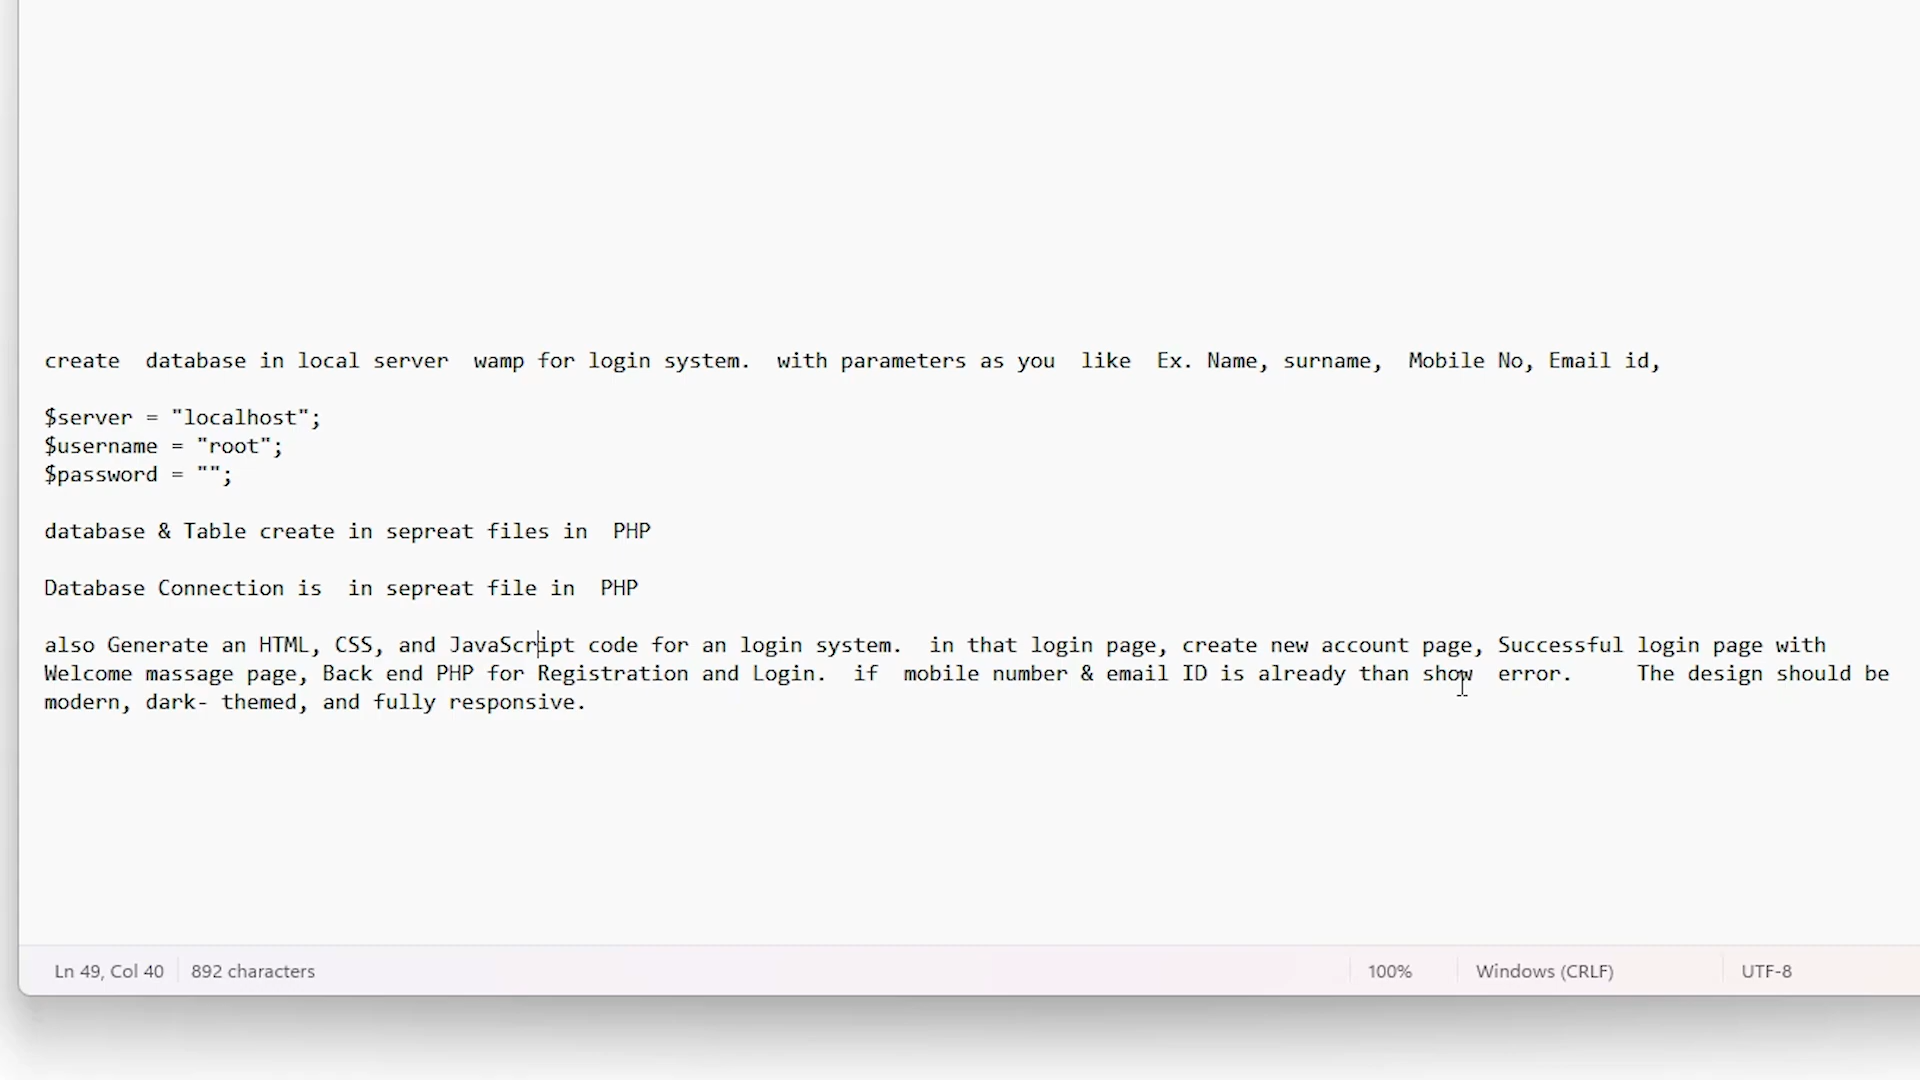 create  database in local server  wamp for login system.  with parameters as you  like  Ex. Name, surname,  Mobile No, Email id,
$server = "localhost";
$username = "root";
$password = "";
database & Table create in sepreat files in  PHP
Database Connection is  in sepreat file in  PHP
also Generate an HTML, CSS, and JavaScript code for an login system.  in that login page, create new account page, Successful login page with
Welcome massage page, Back end PHP for Registration and Login.  if  mobile number & email ID is already than show  error.     The design should be
modern, dark- themed, and fully responsive.
Ln 49, Col 40 892 characters 100% Windows (CRLF) UTF-8